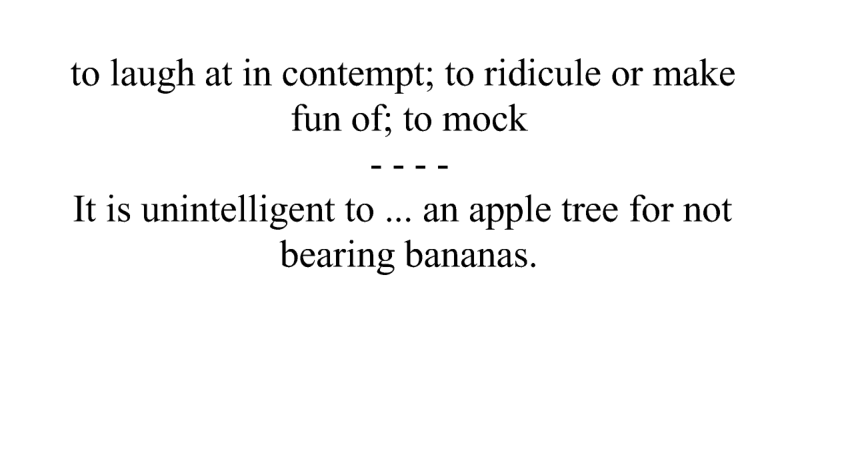 to laugh at in contempt; to ridicule or make
fun of; to mock
- - - -
It is unintelligent to ... an apple tree for not
bearing bananas.